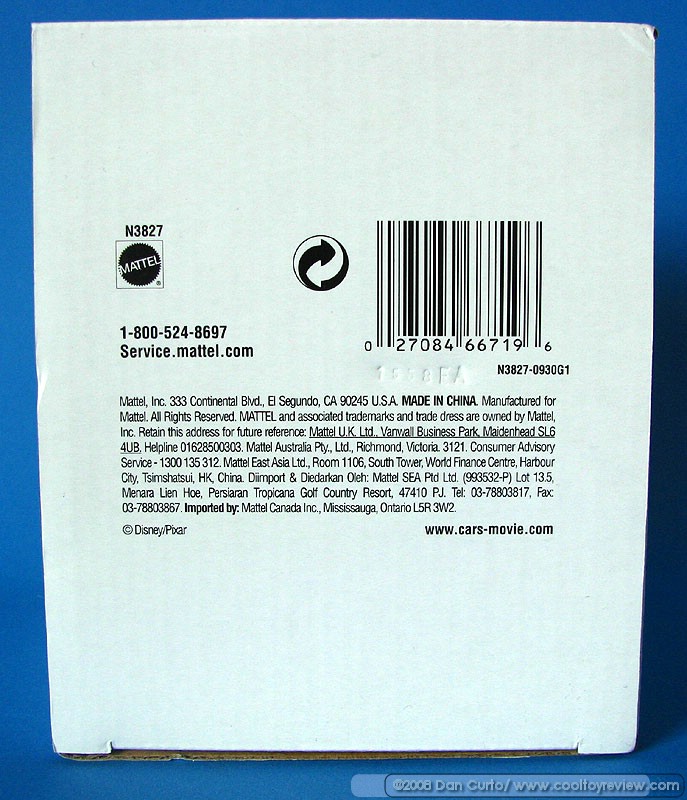 N3827
MATTEL
®
1-800-524-8697
Service.mattel.com
0 27084 66719 6
N3827-0930G1
Mattel, Inc. 333 Continental Blvd., El Segundo, CA 90245 U.S.A. MADE IN CHINA. Manufactured for
Mattel. All Rights Reserved. MATTEL and associated trademarks and trade dress are owned by Mattel,
Inc. Retain this address for future reference: Mattel U.K. Ltd., Vanwall Business Park, Maidenhead SL6
4UB. Helpline 01628500303. Mattel Australia Pty., Ltd., Richmond, Victoria. 3121. Consumer Advisory
Service - 1300 135 312. Mattel East Asia Ltd., Room 1106, South Tower, World Finance Centre, Harbour
City, Tsimshatsui, HK, China. Diimport & Diedarkan Oleh: Mattel SEA Ptd Ltd. (993532-P) Lot 13.5,
Menara Lien Hoe, Persiaran Tropicana Golf Country Resort, 47410 PJ. Tel: 03-78803817, Fax:
03-78803867. Imported by: Mattel Canada Inc., Mississauga, Ontario L5R 3W2.
© Disney/Pixar
www.cars-movie.com
©2008 Dan Curto/ www.cooltoyreview.com